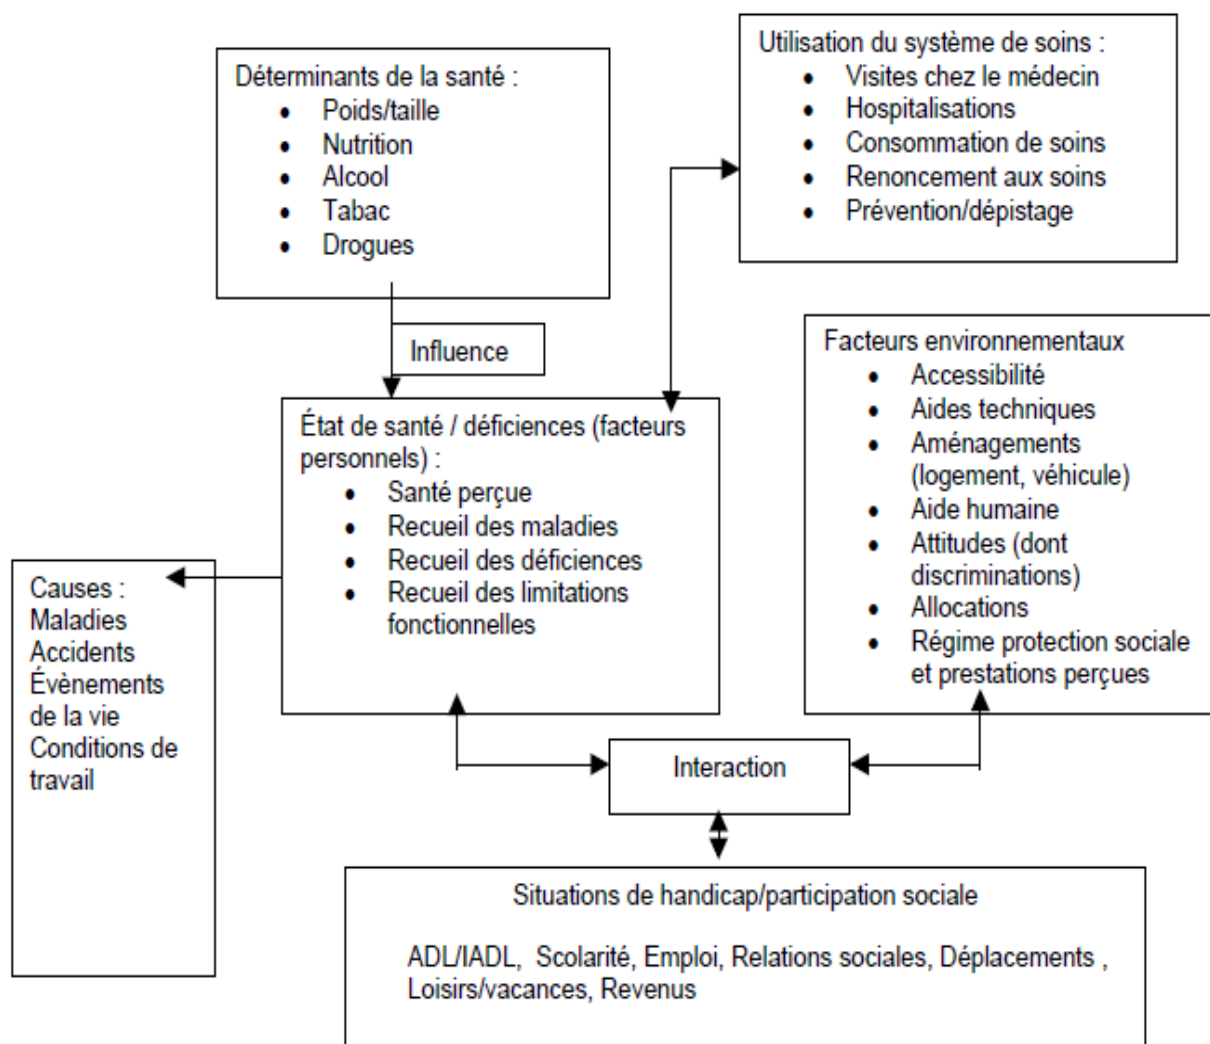 Déterminants de la santé :
• Poids/taille
• Nutrition
• Alcool
• Tabac
• Drogues
Utilisation du système de soins :
• Visites chez le médecin
• Hospitalisations
• Consommation de soins
• Renoncement aux soins
• Prévention/dépistage
Influence
Facteurs environnementaux
• Accessibilité
• Aides techniques
• Aménagements
(logement, véhicule)
• Aide humaine
• Attitudes (dont
discriminations)
• Allocations
• Régime protection sociale
et prestations perçues
État de santé / déficiences (facteurs
personnels) :
• Santé perçue
• Recueil des maladies
• Recueil des déficiences
• Recueil des limitations
fonctionnelles
Causes :
Maladies
Accidents
Évènements
de la vie
Conditions de
travail
Interaction
Situations de handicap/participation sociale
ADL/IADL, Scolarité, Emploi, Relations sociales, Déplacements ,
Loisirs/vacances, Revenus